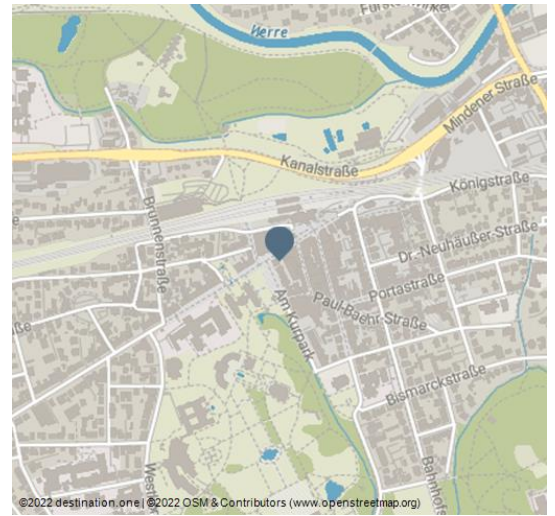 Werre
Mindener Straße
Kanalstraße
Königstraße
Brunnenstraße
Dr.-Neuhäußer-Straße
Portastraße
Paul-Baehr-Straße
Am Kurpark
Bismarckstraße
©2022 destination.one | ©2022 OSM & Contributors (www.openstreetmap.org)